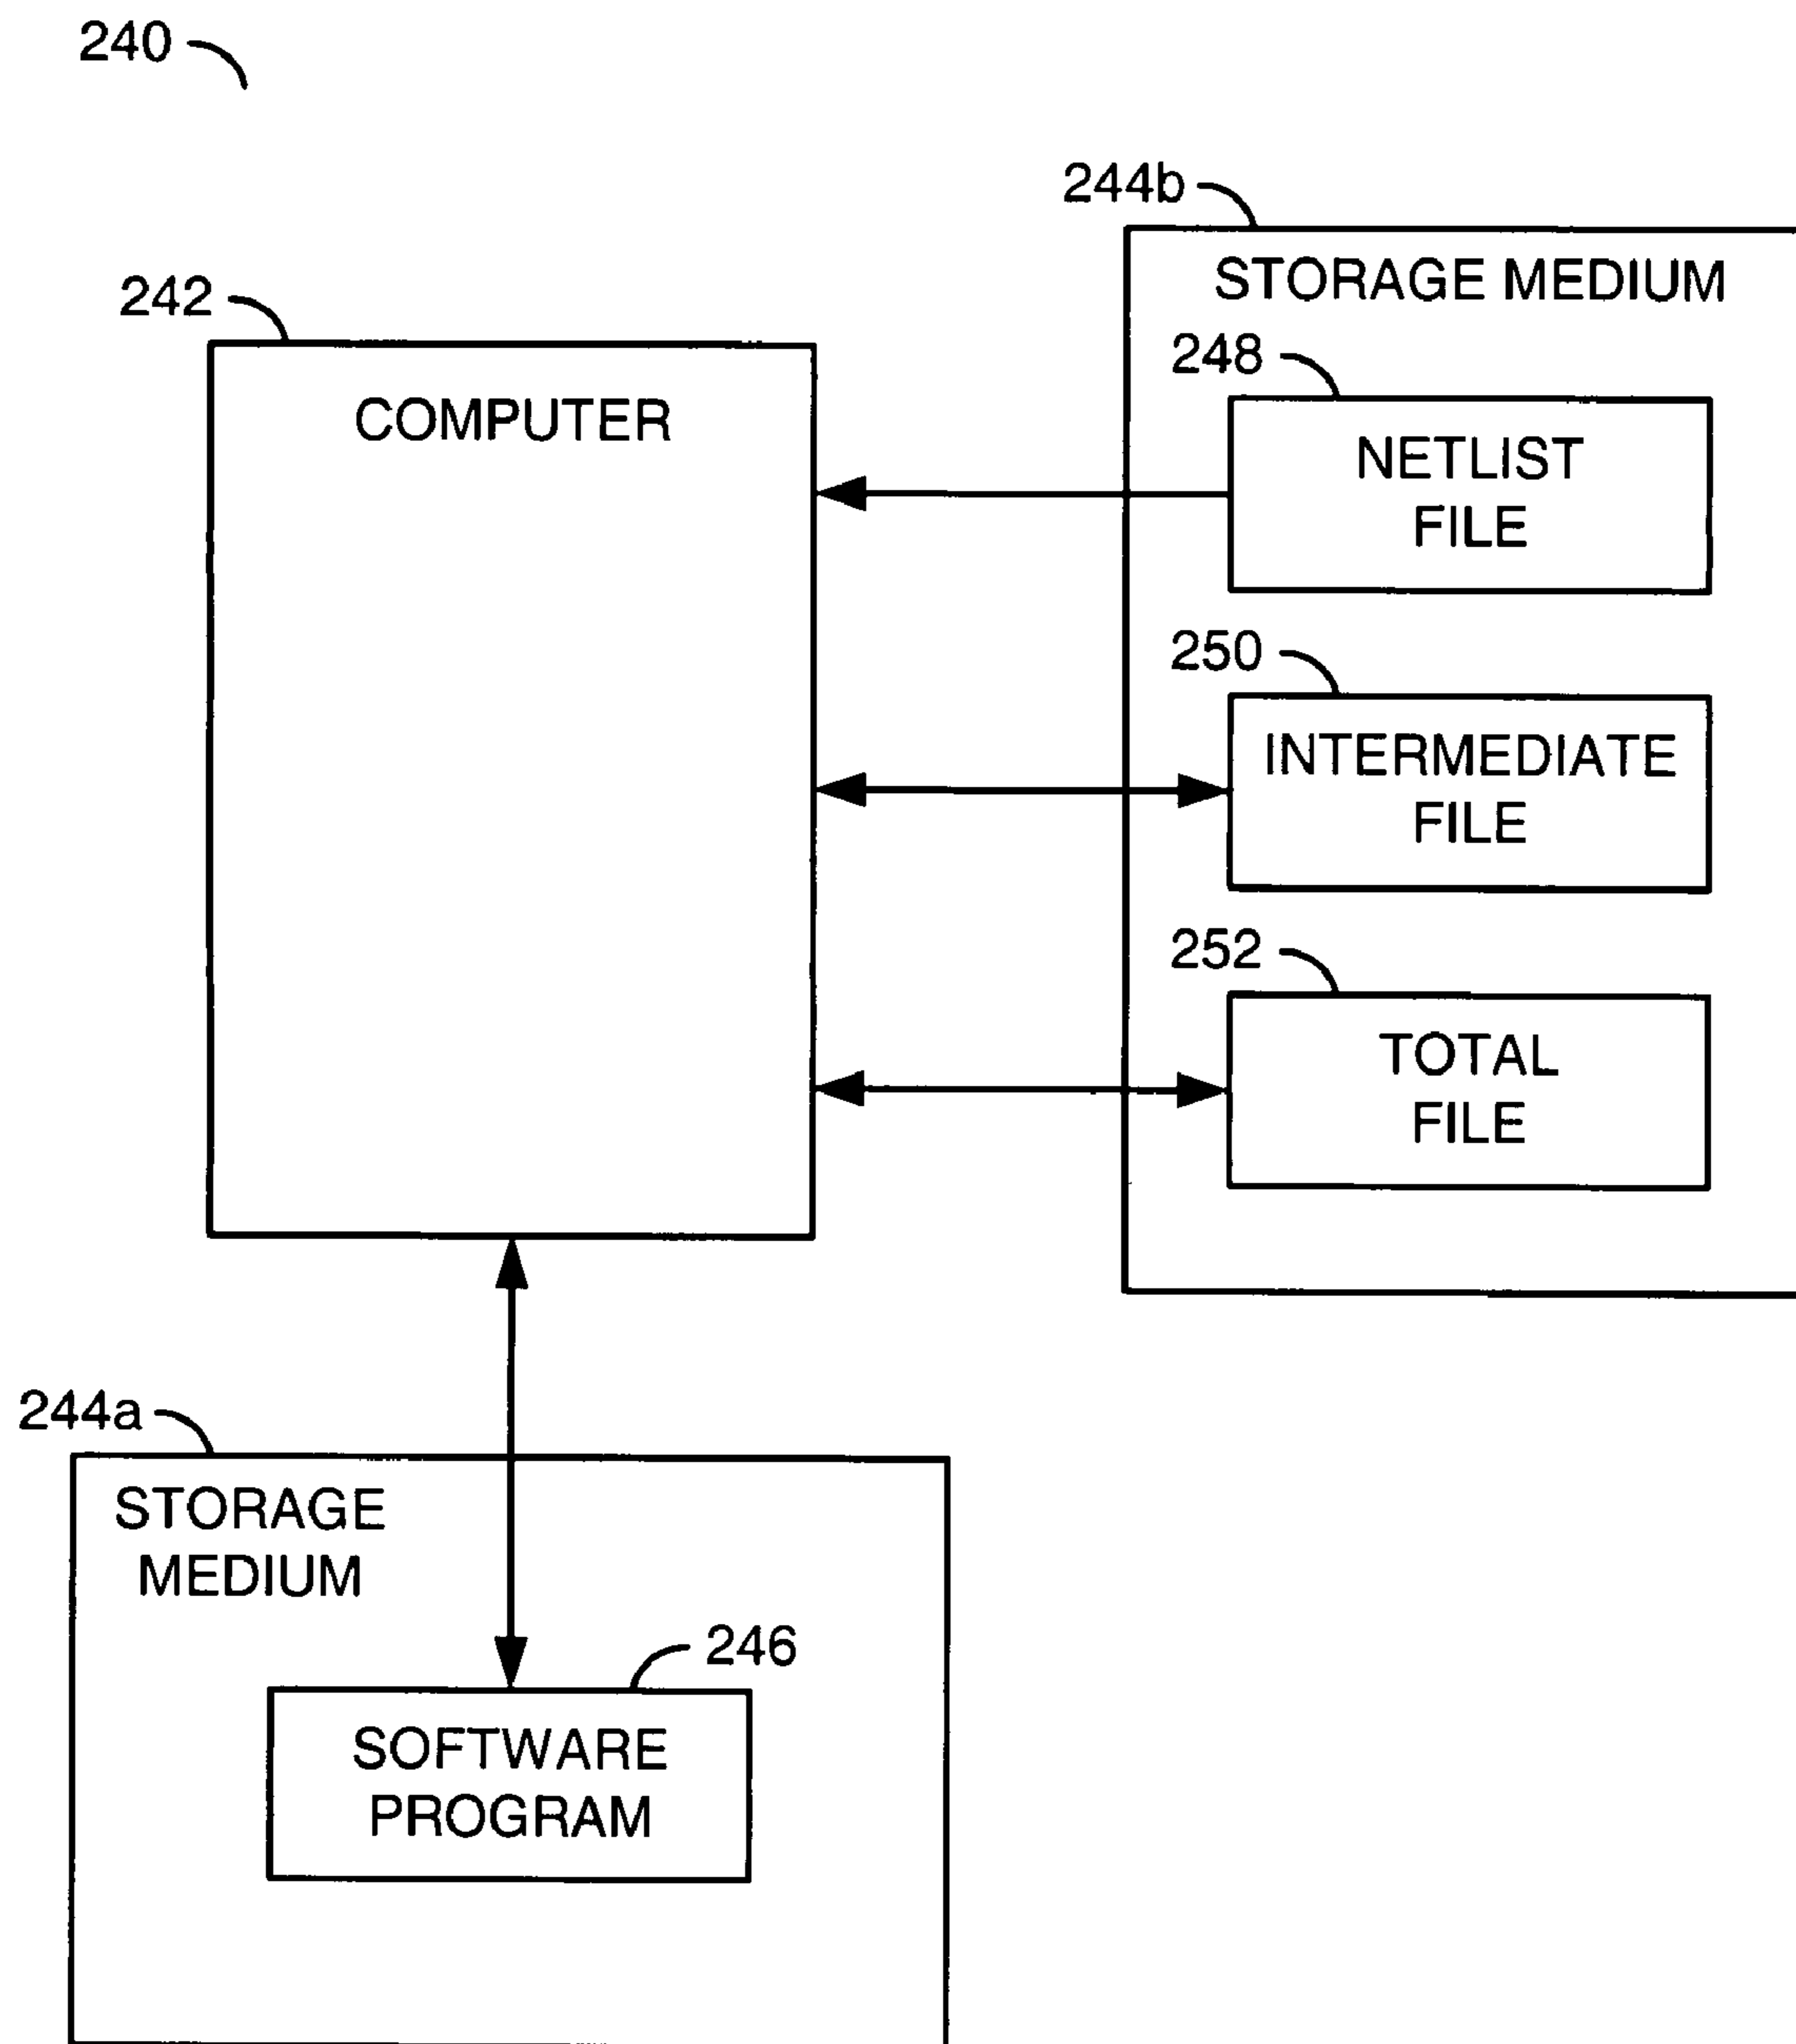 240
244b
STORAGE MEDIUM
242
COMPUTER
248
NETLIST
FILE
250
INTERMEDIATE
FILE
252
TOTAL
FILE
244a
STORAGE
MEDIUM
246
SOFTWARE
PROGRAM